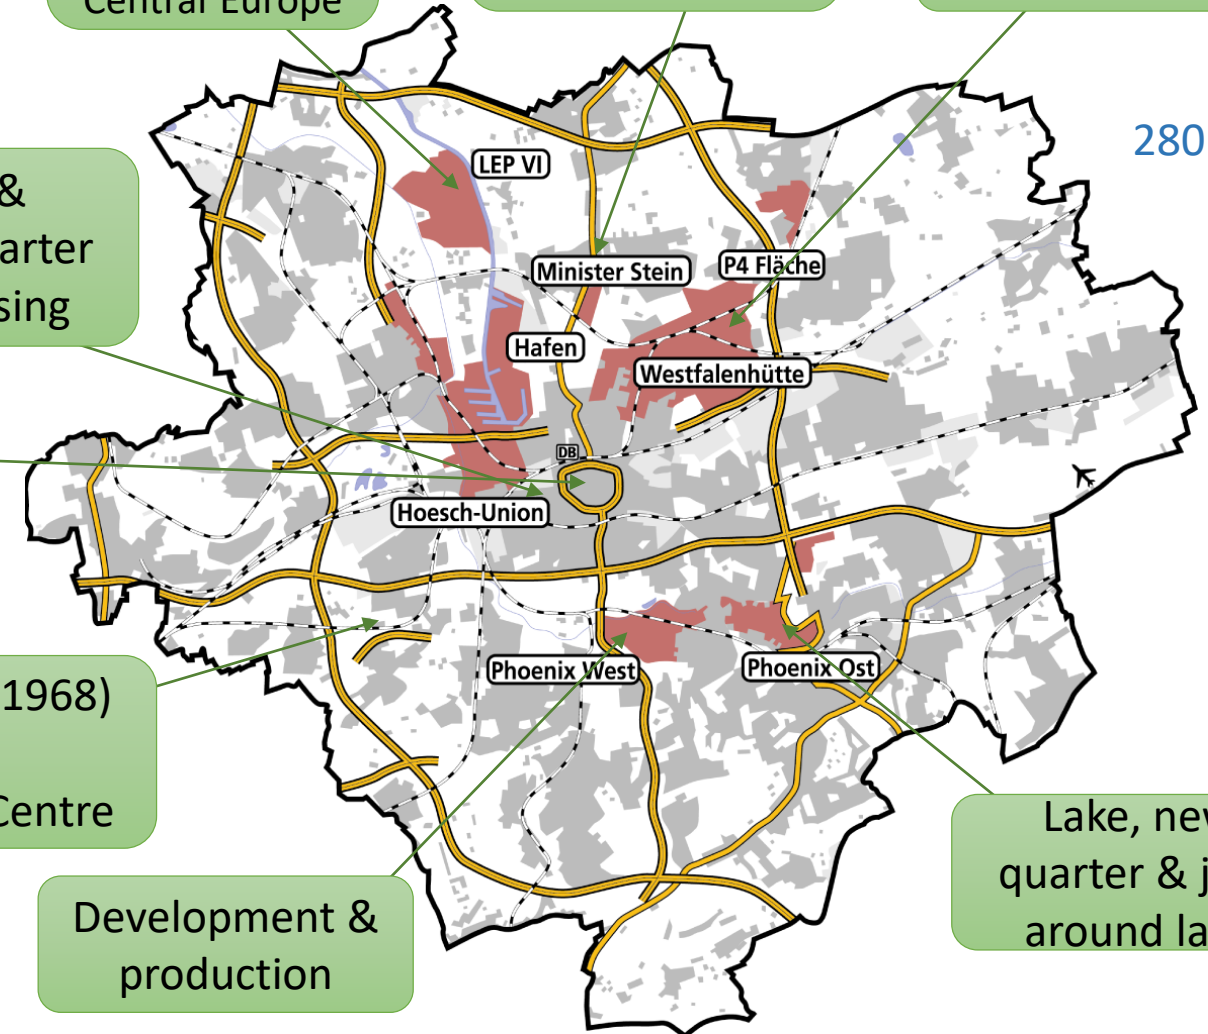 Central Europe
280
LEP VI
&
arter
sing
Minister Stein
P4 Fläche
Hafen
Westfalenhütte
DB
Hoesch-Union
Phoenix West
Phoenix Ost
1968)
Centre
Lake, nev
quarter & j
around la
Development &
production